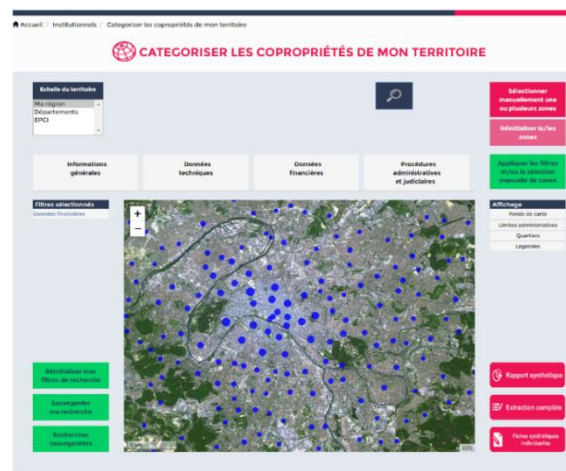 Accueil / Institutionnels / Categoriser les copropriétés de mon territoire
CATEGORISER LES COPROPRIÉTÉS DE MON TERRITOIRE
Echelle du territoire
Ma région
Départements
EPCI
Sélectionner
manuellement une
ou plusieurs zones
Réinitialiser la/les
zones
Informations
générales
Données
techniques
Données
financières
Procédures
administratives
et judiciaires
Appliquer les filtres
et/ou la sélection
manuelle de zones
Filtres sélectionnés
Données financières
+
−
Affichage
Fonds de carte
Limites administratives
Quartiers
Légendes
Réinitialiser mes
filtres de recherche
Sauvegarder
ma recherche
Recherches
sauvegardées
Rapport synthétique
Extraction complète
Fiches synthétiques
individuelles